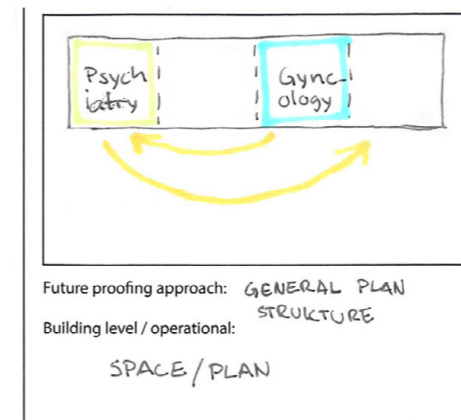 Psych
iatry
Gync-
ology
Future proofing approach: GENERAL PLAN
STRUKTURE
Building level / operational:
SPACE/PLAN